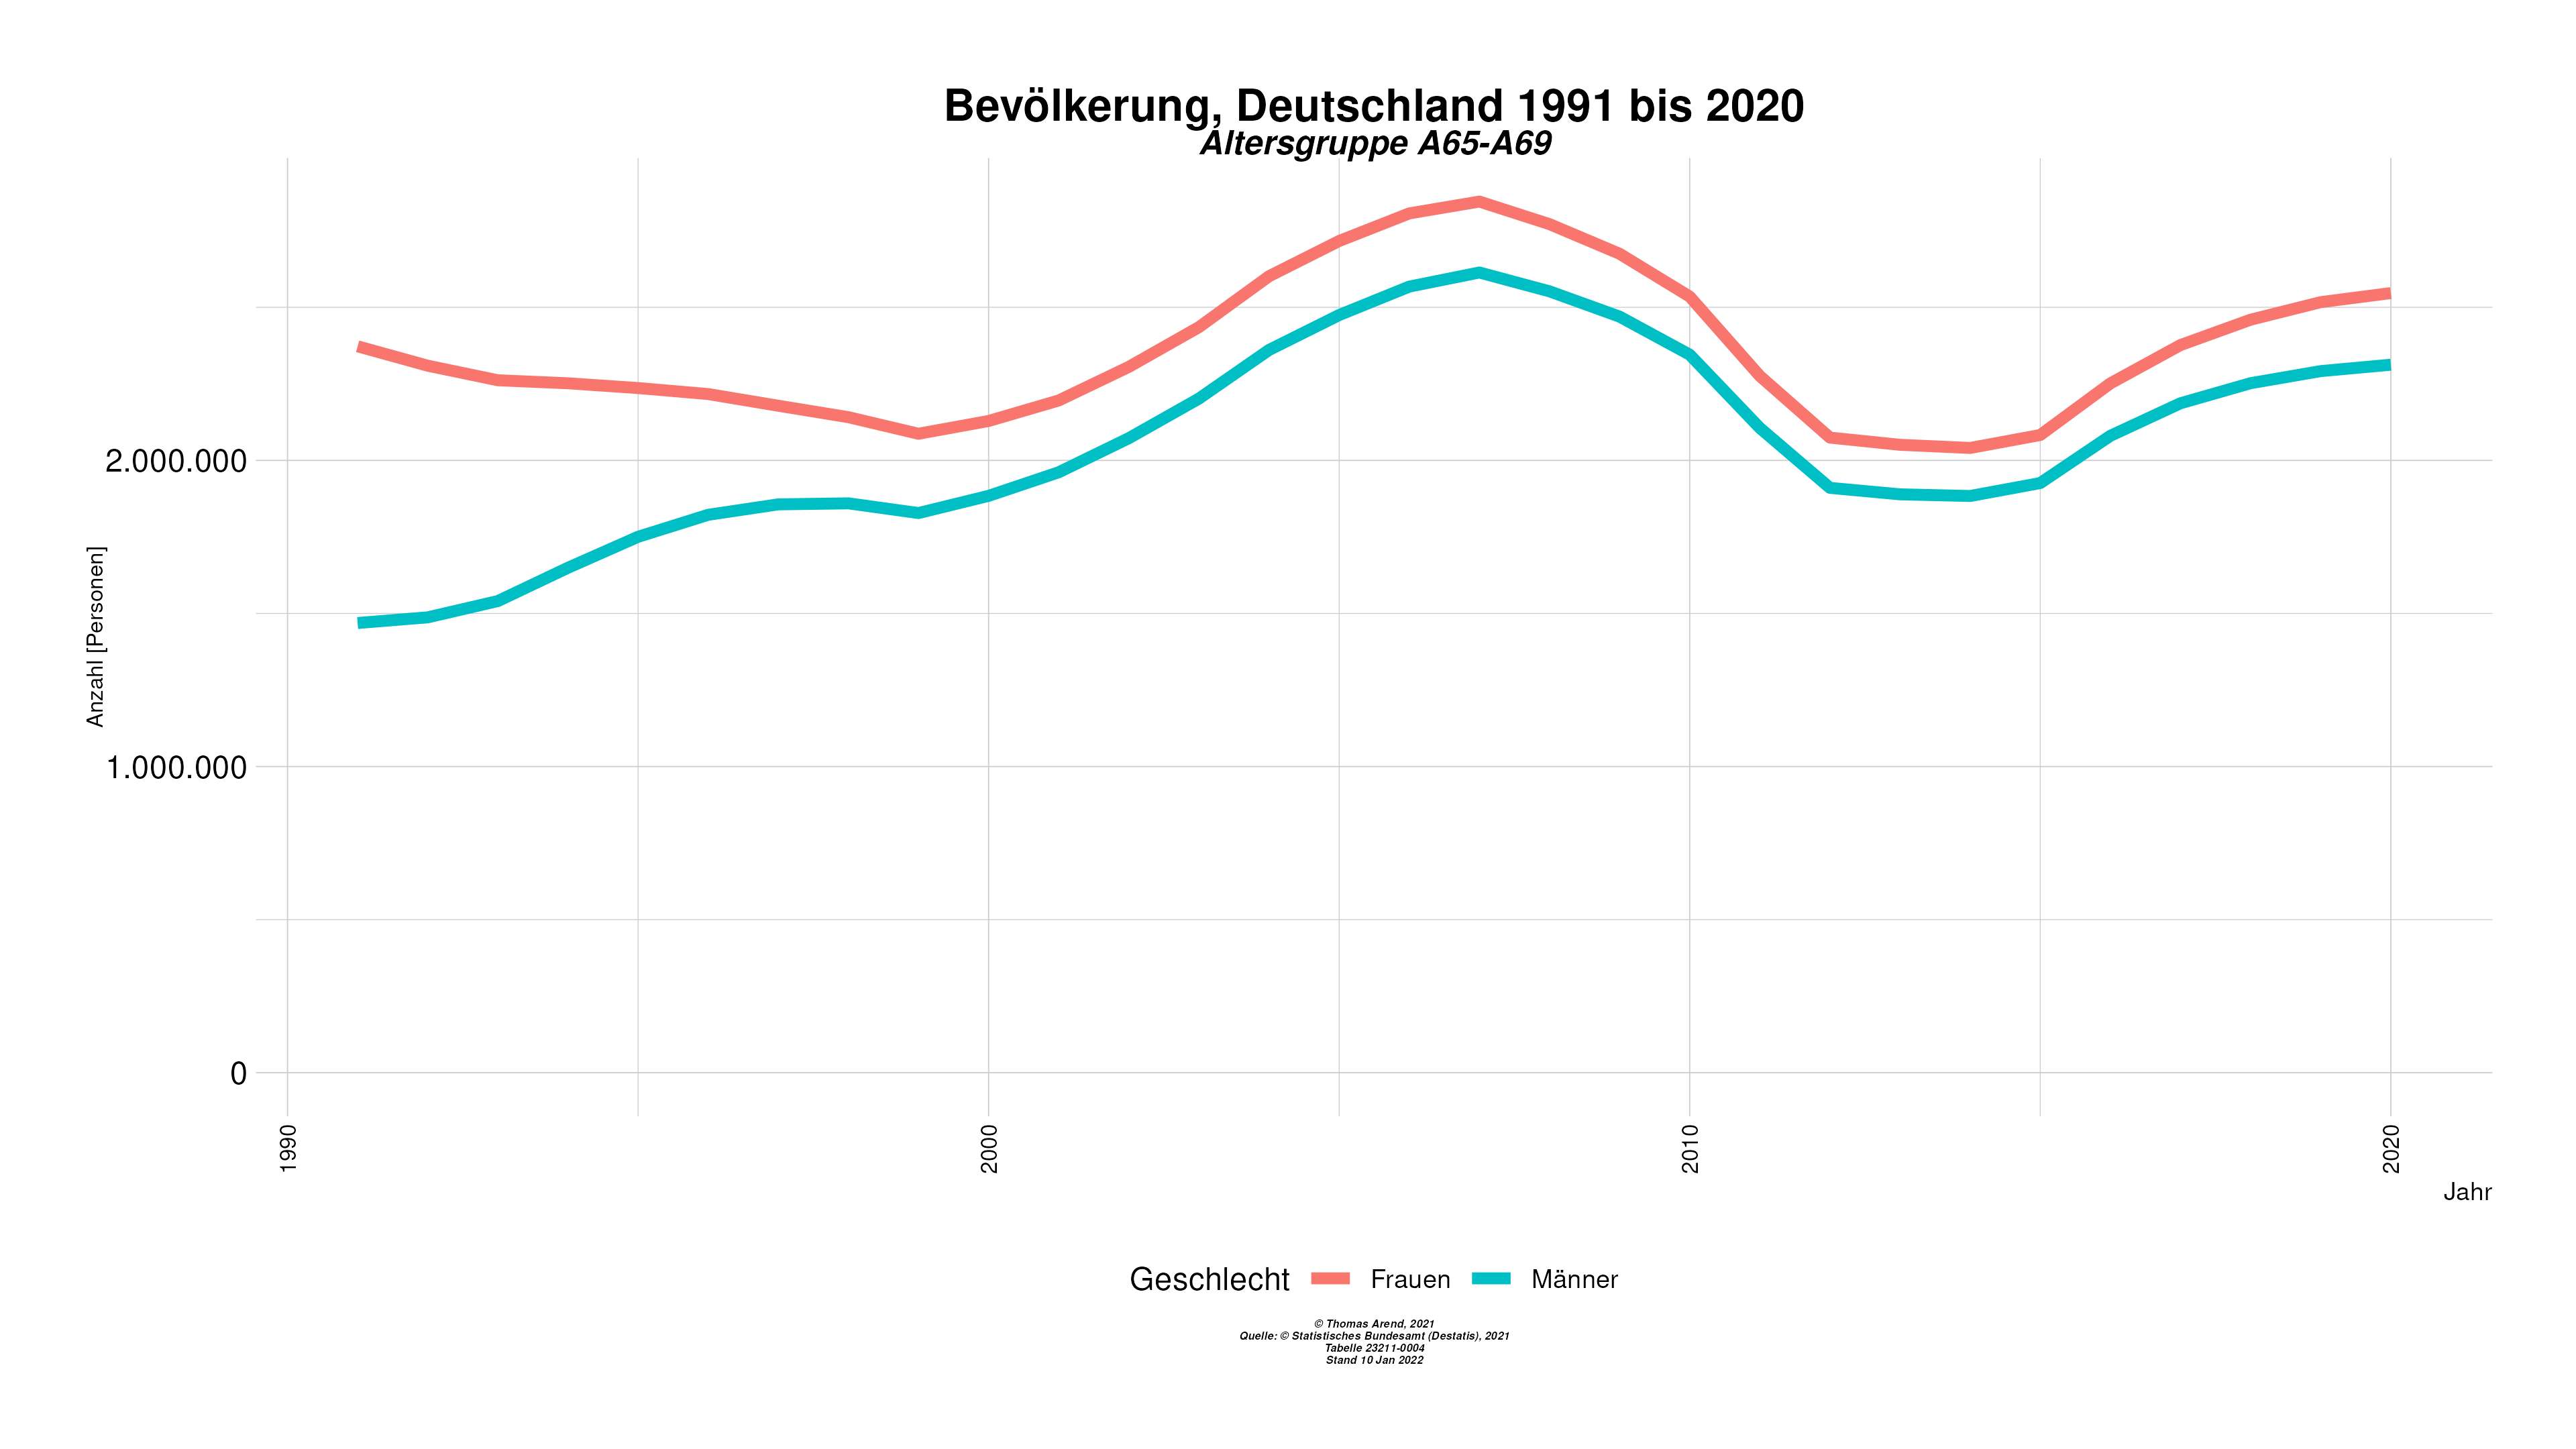 Bevölkerung, Deutschland 1991 bis 2020
Altersgruppe A65-A69
Anzahl [Personen]
2.000.000
1.000.000
0
1990
2000
2010
2020
Jahr
Geschlecht Frauen Männer
© Thomas Arend, 2021
Quelle: © Statistisches Bundesamt (Destatis), 2021
Tabelle 23211-0004
Stand 10 Jan 2022